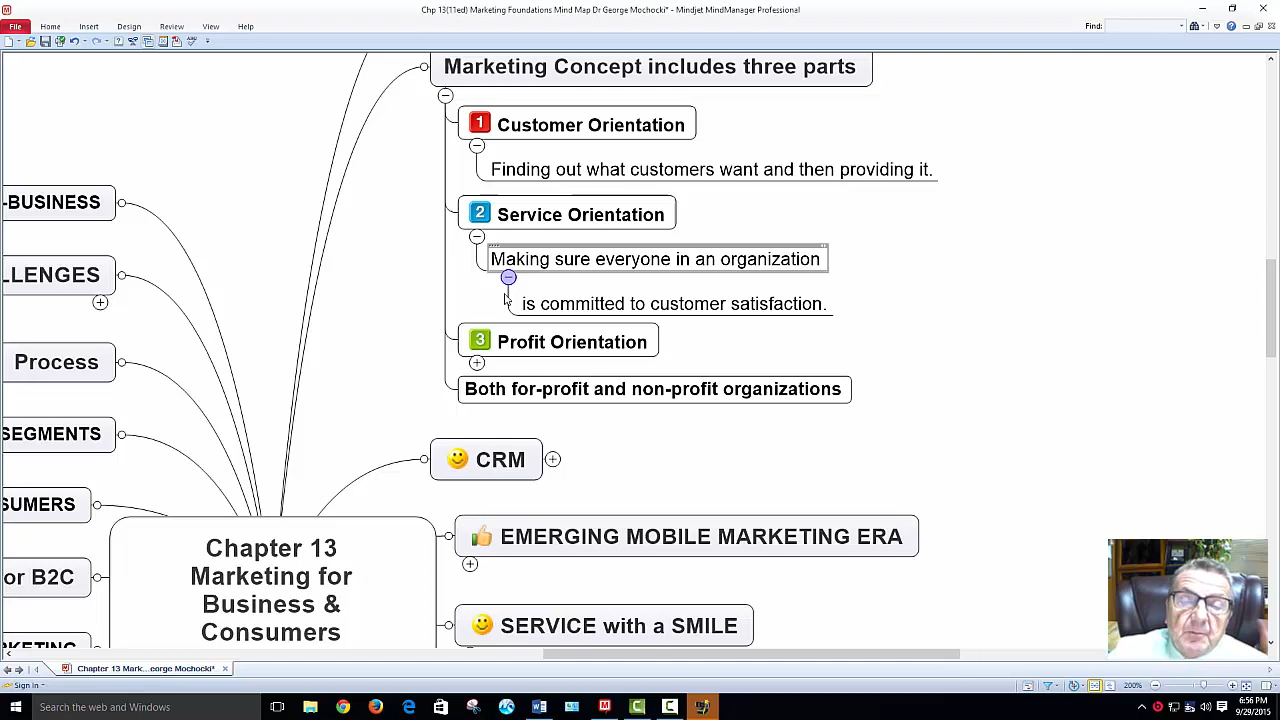 Chp 13(11ed) Marketing Foundations Mind Map Dr George Mochocki* - Mindjet MindManager Professional
File Home Insert Design Review View Help Find:
Marketing Concept includes three parts
1 Customer Orientation
Finding out what customers want and then providing it.
2 Service Orientation
Making sure everyone in an organization
is committed to customer satisfaction.
3 Profit Orientation
Both for-profit and non-profit organizations
-BUSINESS
LLENGES
Process
SEGMENTS
SUMERS
or B2C
RKETING
CRM
EMERGING MOBILE MARKETING ERA
Chapter 13
Marketing for
Business &
Consumers
SERVICE with a SMILE
Chapter 13 Mark...eorge Mochocki*
Sign In
200%
Search the web and Windows
6:56 PM
9/29/2015